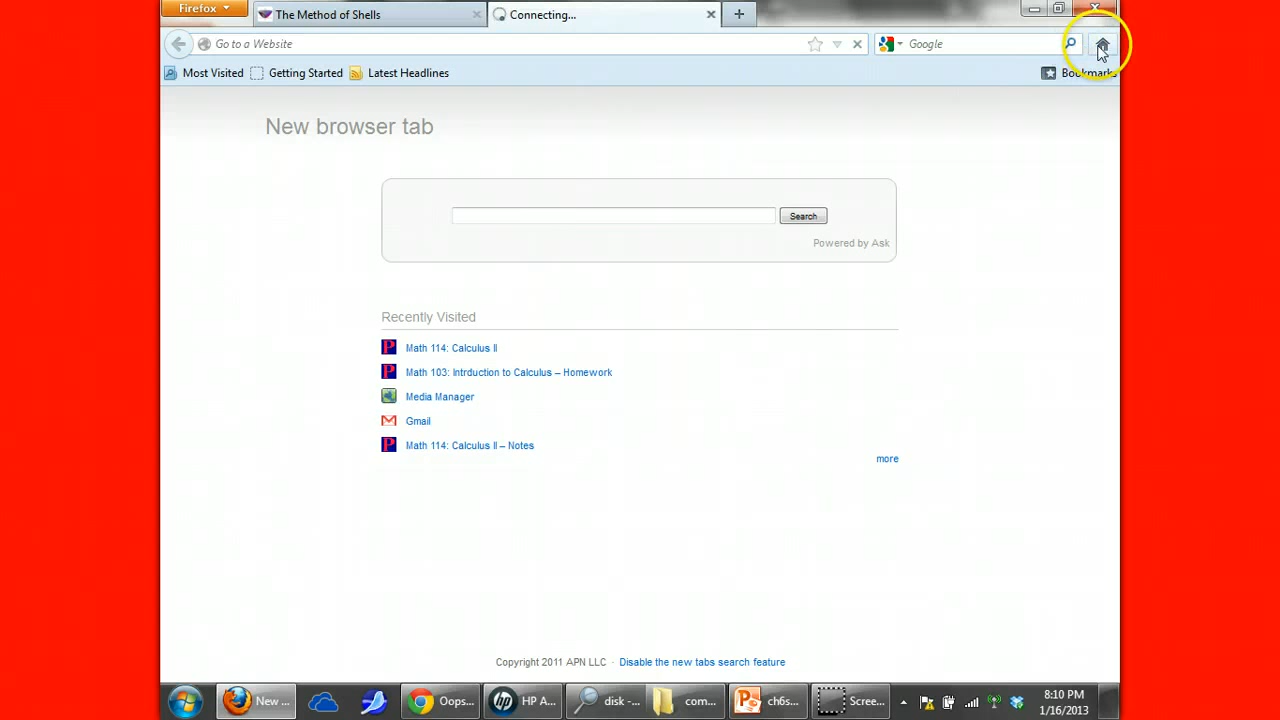 Firefox
The Method of Shells
Connecting...
Go to a Website
Google
Most Visited
Getting Started
Latest Headlines
Bookmarks
New browser tab
Search
Powered by Ask
Recently Visited
Math 114: Calculus II
Math 103: Intrduction to Calculus – Homework
Media Manager
Gmail
Math 114: Calculus II – Notes
more
Copyright 2011 APN LLC · Disable the new tabs search feature
New ...
Oops...
HP A...
disk -...
com...
ch6s...
Scree...
8:10 PM
1/16/2013